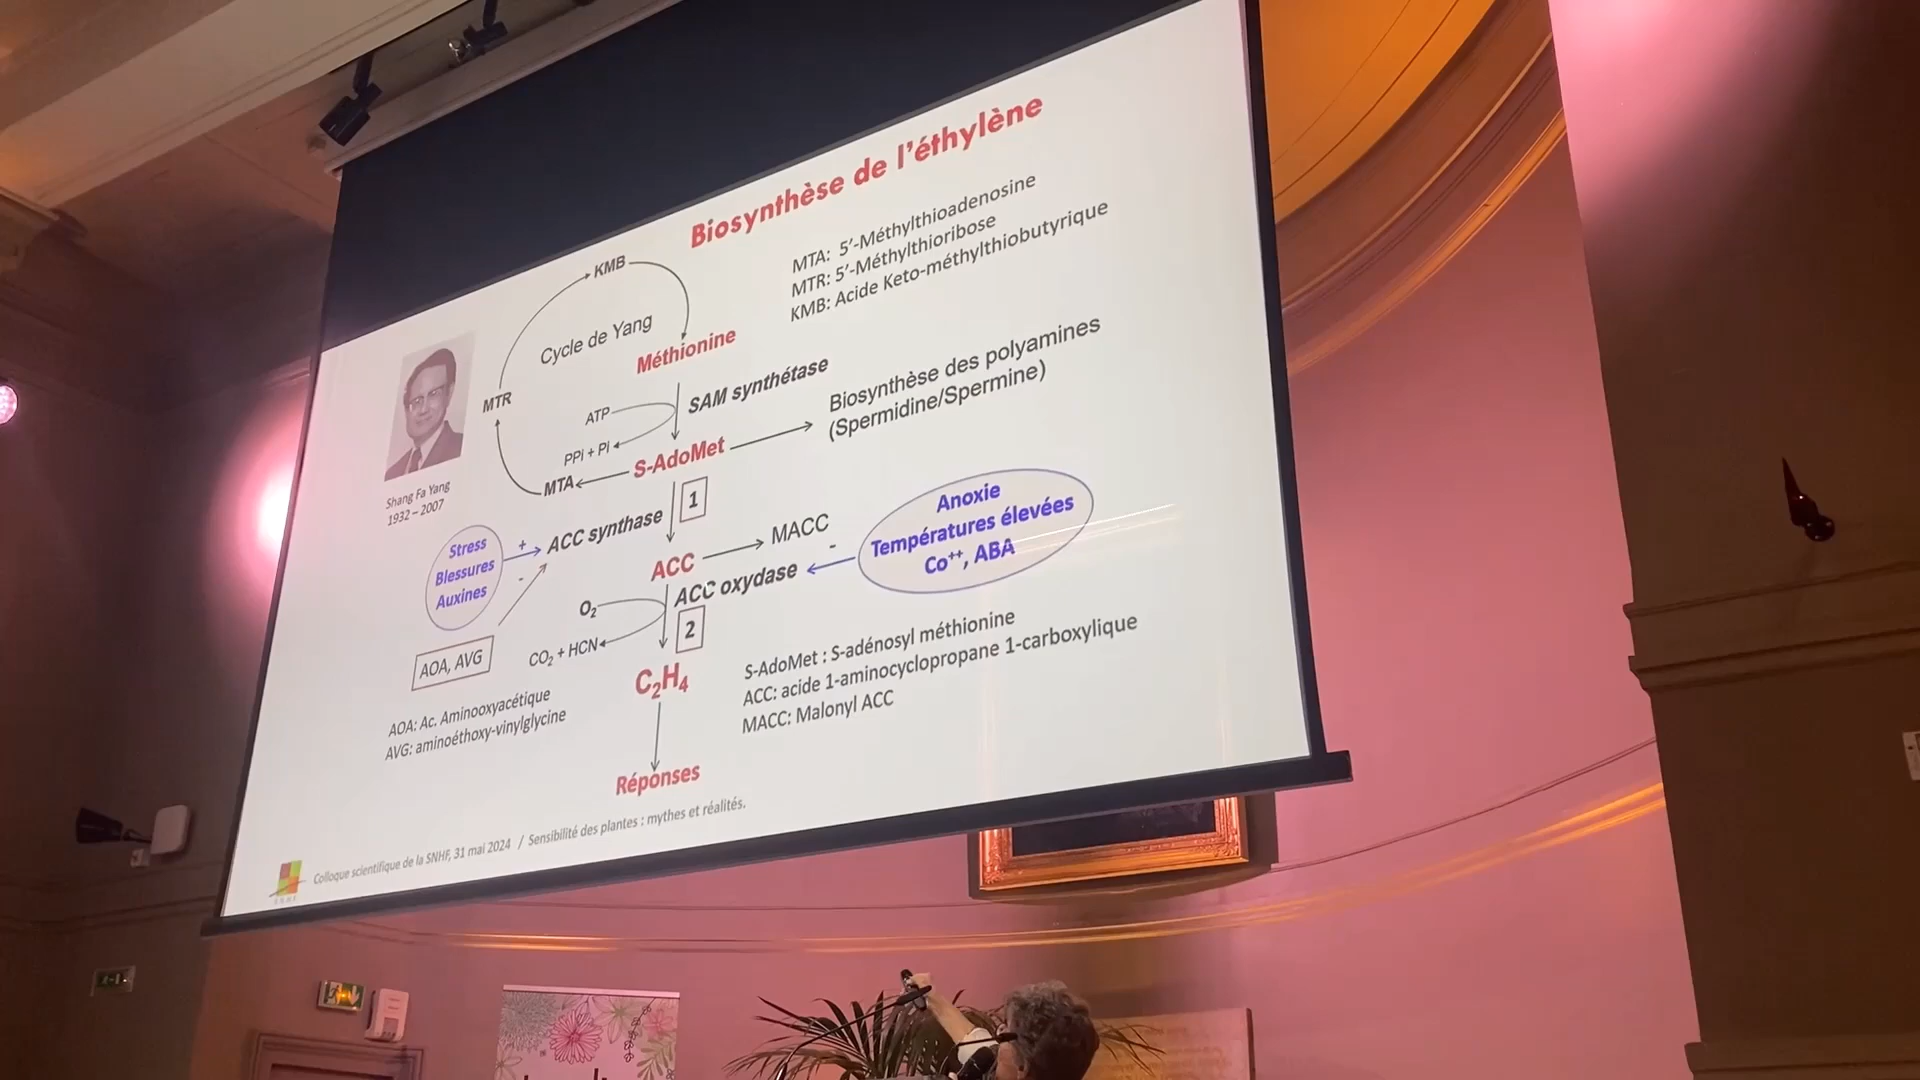 Biosynthèse de l'éthylène
MTA: 5'-Méthylthioadenosine
MTR: 5'-Méthylthioribose
KMB: Acide Keto-méthylthiobutyrique
KMB
Cycle de Yang
Méthionine
MTR
ATP
SAM synthétase
PPi + Pi
S-AdoMet
Biosynthèse des polyamines
(Spermidine/Spermine)
MTA
Shang Fa Yang
1932 – 2007
1
Stress
Blessures
Auxines
+
-
ACC synthase
ACC
MACC
Anoxie
Températures élevées
Co⁺⁺, ABA
-
ACC oxydase
O₂
2
CO₂ + HCN
AOA, AVG
C₂H₄
AOA: Ac. Aminooxyacétique
AVG: aminoéthoxy-vinylglycine
S-AdoMet : S-adénosyl méthionine
ACC: acide 1-aminocyclopropane 1-carboxylique
MACC: Malonyl ACC
Réponses
SNHF
Colloque scientifique de la SNHF, 31 mai 2024 / Sensibilité des plantes : mythes et réalités.